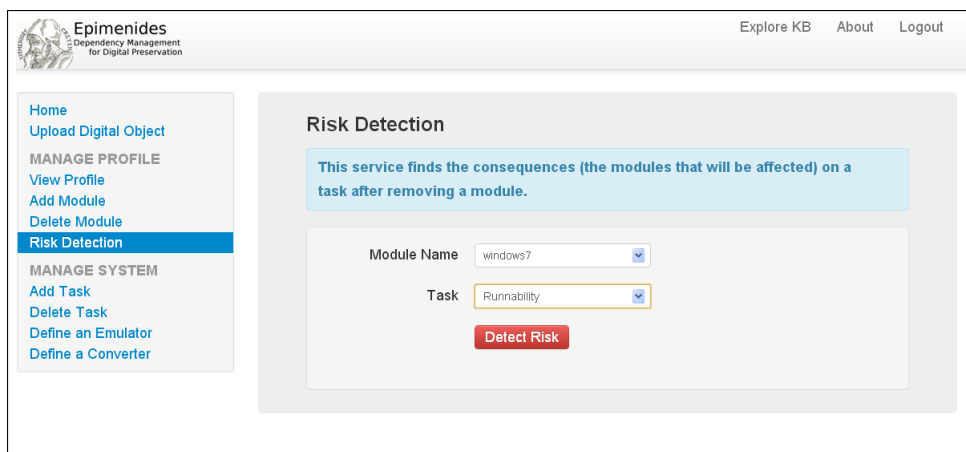 Epimenides
Dependency Management
for Digital Preservation
Explore KB About Logout
Home
Upload Digital Object
MANAGE PROFILE
View Profile
Add Module
Delete Module
Risk Detection
MANAGE SYSTEM
Add Task
Delete Task
Define an Emulator
Define a Converter
Risk Detection
This service finds the consequences (the modules that will be affected) on a
task after removing a module.
Module Name windows7
Task Runnability
Detect Risk